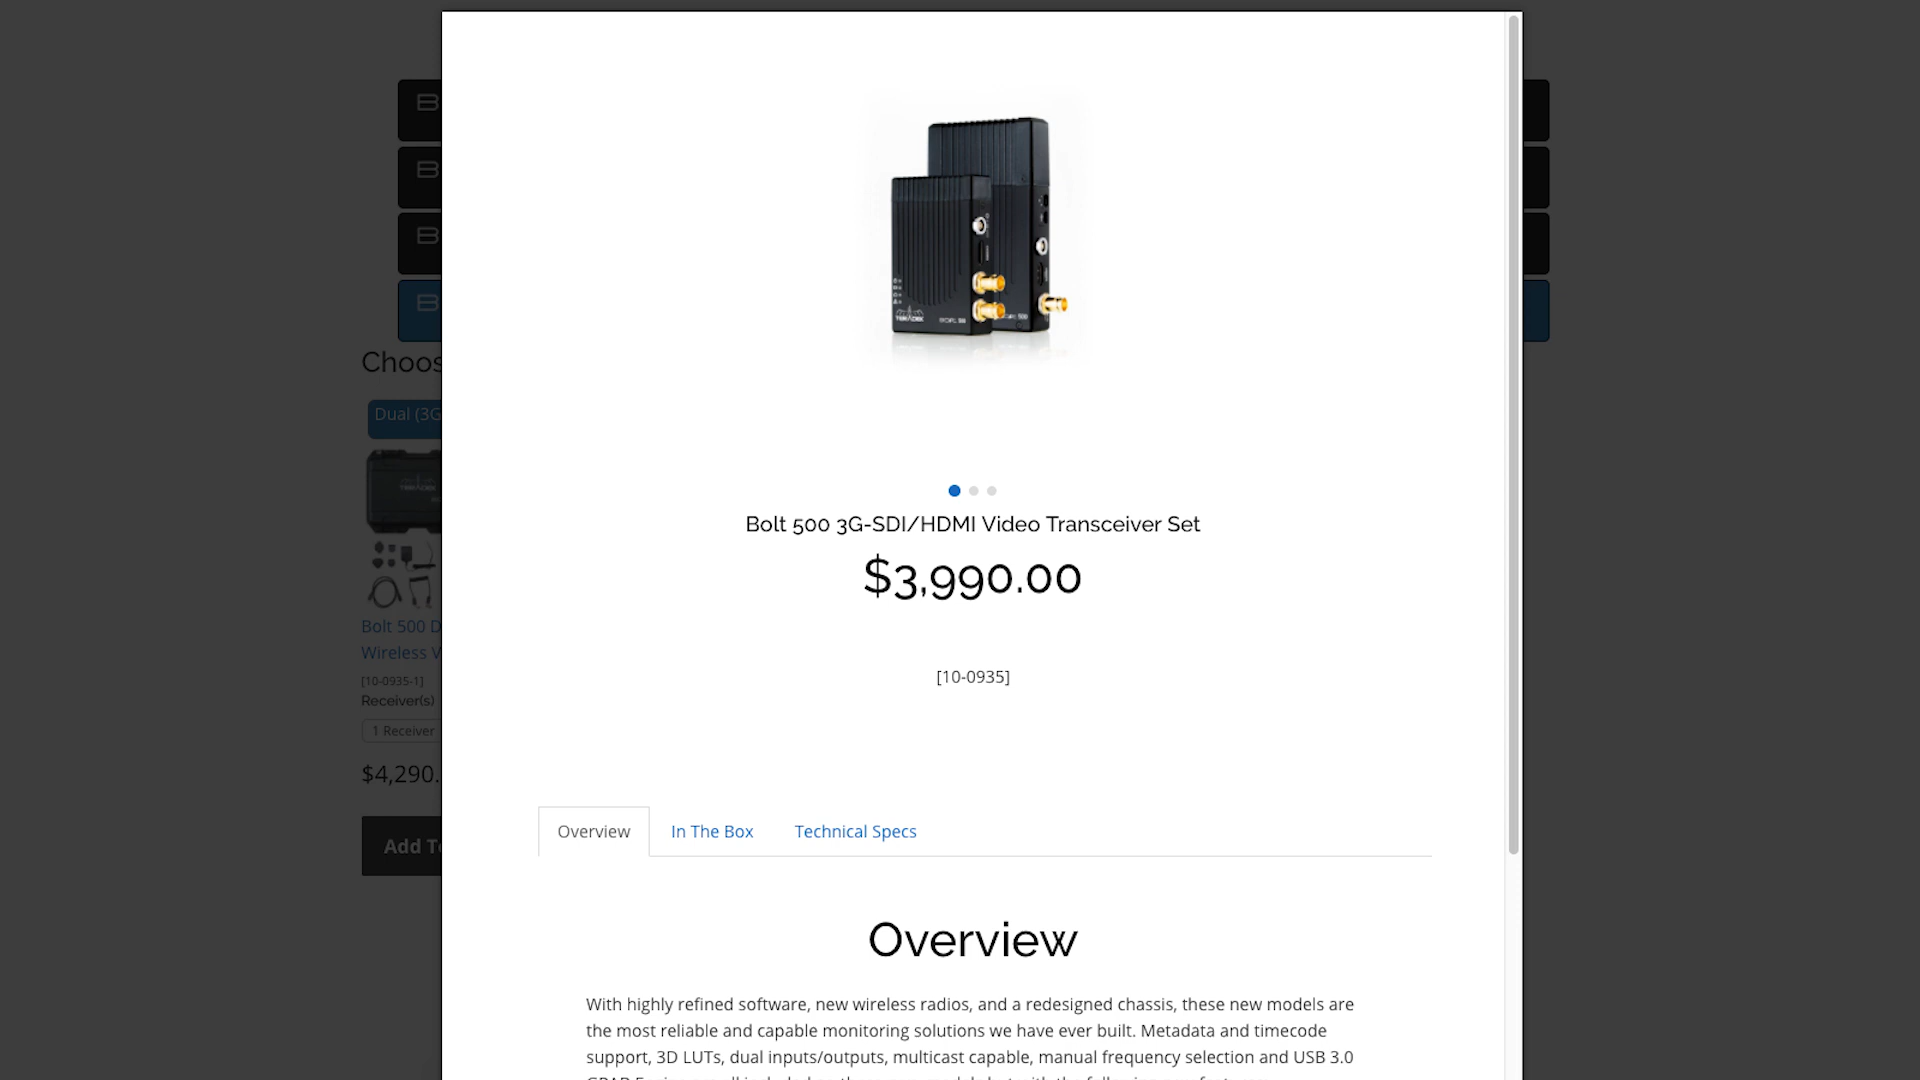 Choos
Dual (3G
Bolt 500 D
Wireless V
[10-0935-1]
Receiver(s)
1 Receiver
$4,290.
Add T
TERADEK
Bolt 500 3G-SDI/HDMI Video Transceiver Set
$3,990.00
[10-0935]
Overview
In The Box
Technical Specs
Overview
With highly refined software, new wireless radios, and a redesigned chassis, these new models are
the most reliable and capable monitoring solutions we have ever built. Metadata and timecode
support, 3D LUTs, dual inputs/outputs, multicast capable, manual frequency selection and USB 3.0